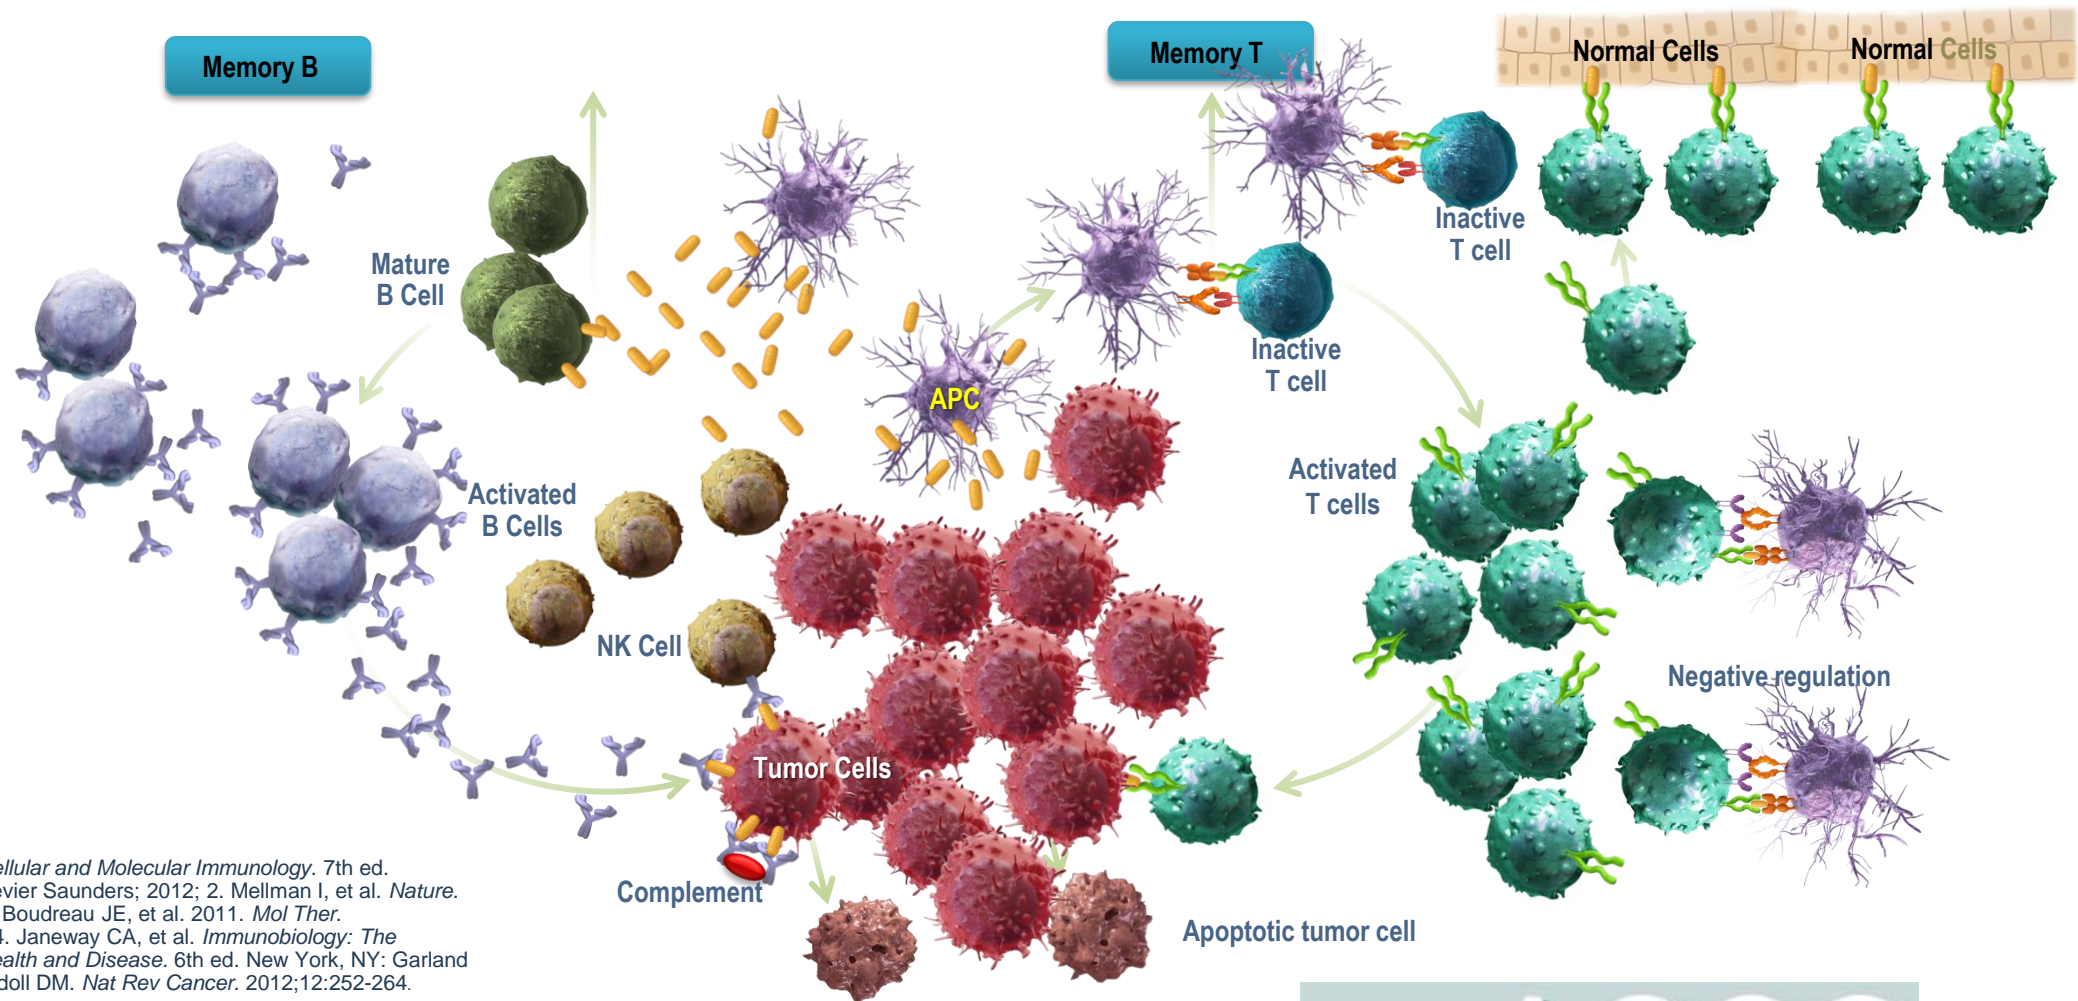 Memory B
Memory T
Normal Cells
Normal Cells
Mature
B Cell
Inactive
T cell
Inactive
T cell
APC
Activated
T cells
Activated
B Cells
NK Cell
Negative regulation
Tumor Cells
Complement
Apoptotic tumor cell
ellular and Molecular Immunology. 7th ed.
evier Saunders; 2012; 2. Mellman I, et al. Nature.
Boudreau JE, et al. 2011. Mol Ther.
4. Janeway CA, et al. Immunobiology: The
ealth and Disease. 6th ed. New York, NY: Garland
doll DM. Nat Rev Cancer. 2012;12:252-264.